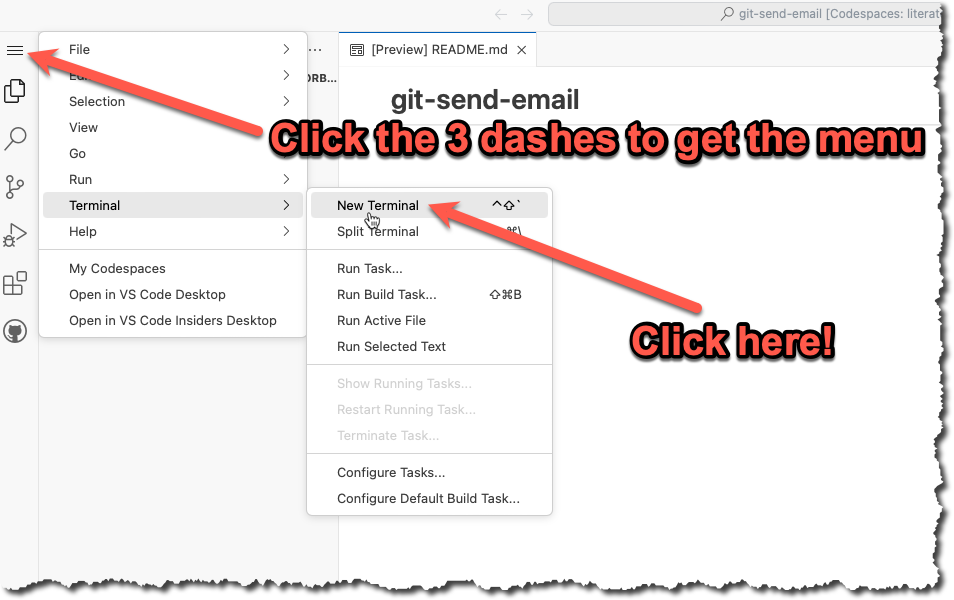 git-send-email [Codespaces: literat
File
...
[Preview] README.md
ORB...
Selection
git-send-email
Click the 3 dashes to get the menu
View
Go
Run
Terminal
New Terminal ^⇧`
Help
Split Terminal ⌘\
My Codespaces
Run Task...
Open in VS Code Desktop
Run Build Task... ⇧⌘B
Open in VS Code Insiders Desktop
Run Active File
Click here!
Run Selected Text
Show Running Tasks...
Restart Running Task...
Terminate Task...
Configure Tasks...
Configure Default Build Task...